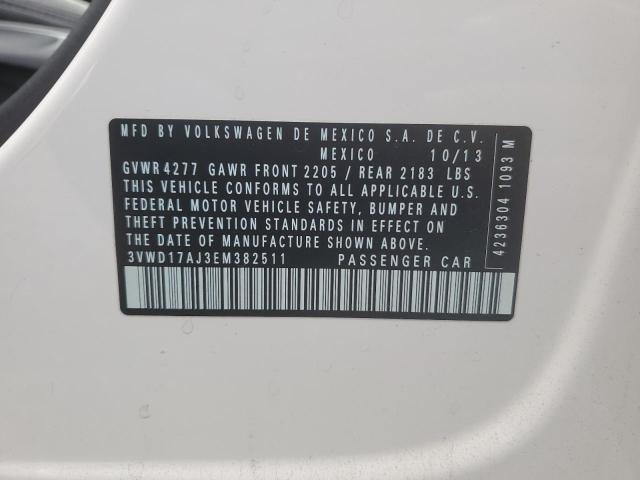 MFD BY VOLKSWAGEN DE MEXICO S.A. DE C.V.
MEXICO 10/13
GVWR 4277 GAWR FRONT 2205 / REAR 2183 LBS
THIS VEHICLE CONFORMS TO ALL APPLICABLE U.S.
FEDERAL MOTOR VEHICLE SAFETY, BUMPER AND
THEFT PREVENTION STANDARDS IN EFFECT ON
THE DATE OF MANUFACTURE SHOWN ABOVE.
3VWD17AJ3EM382511 PASSENGER CAR
4236304 1093 M